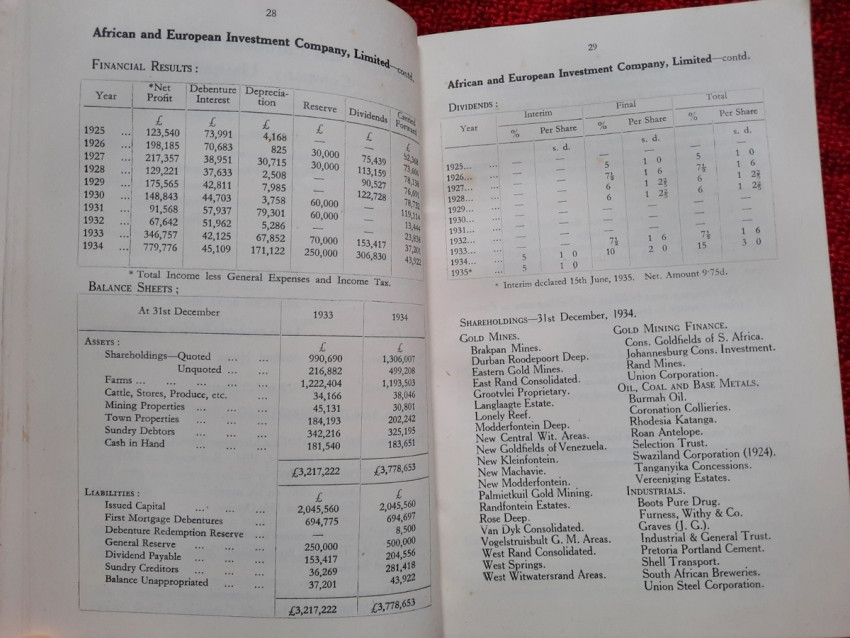 28
African and European Investment Company, Limited—contd.
FINANCIAL RESULTS :
Year *Net Profit Debenture Interest Depreciation Reserve Dividends Carried Forward
£ £ £ £ £ £
1925 ... 123,540 73,991 4,168
1926 ... 198,185 70,683 825 30,000 75,439
1927 ... 217,357 38,951 30,715 30,000 113,159
1928 ... 129,221 37,633 2,508 90,527
1929 ... 175,565 42,811 7,985 122,728
1930 ... 148,843 44,703 3,758 60,000
1931 ... 91,568 57,937 79,301 60,000
1932 ... 67,642 51,962 5,286
1933 ... 346,757 42,125 67,852 70,000 153,417 37,201
1934 ... 779,776 45,109 171,122 250,000 306,830
* Total Income less General Expenses and Income Tax.
BALANCE SHEETS ;
At 31st December 1933 1934
ASSETS : £ £
Shareholdings—Quoted ... ... 990,690 1,306,007
Unquoted ... ... 216,882 499,208
Farms ... ... ... ... ... ... 1,222,404 1,193,503
Cattle, Stores, Produce, etc. ... 34,166 38,046
Mining Properties ... ... ... 45,131 30,801
Town Properties ... ... ... 184,193 202,242
Sundry Debtors ... ... ... 342,216 325,195
Cash in Hand ... ... ... 181,540 183,651
£3,217,222 £3,778,653
LIABILITIES : £ £
Issued Capital ... ... ... 2,045,560 2,045,560
First Mortgage Debentures ... 694,775 694,697
Debenture Redemption Reserve ... — 8,500
General Reserve ... ... ... 250,000 500,000
Dividend Payable ... ... ... 153,417 204,556
Sundry Creditors ... ... ... 36,269 281,418
Balance Unappropriated ... ... 37,201 43,922
£3,217,222 £3,778,653
29
African and European Investment Company, Limited—contd.
DIVIDENDS :
Year Interim Final Total
% Per Share % Per Share % Per Share
s. d. s. d. s. d.
1925... — — — — — —
1926... — — 5 1 0 5 1 0
1927... — — 7½ 1 6 7½ 1 6
1928... — — 6 1 2⅖ 6 1 2⅖
1929... — — 6 1 2⅖ 6 1 2⅖
1930... — — — — — —
1931... — — — — — —
1932... — — — — — —
1933... — — 7½ 1 6 7½ 1 6
1934... 5 1 0 10 2 0 15 3 0
1935* 5 1 0
* Interim declared 15th June, 1935. Net. Amount 9·75d.
SHAREHOLDINGS—31st December, 1934.
GOLD MINES.
Brakpan Mines.
Durban Roodepoort Deep.
Eastern Gold Mines.
East Rand Consolidated.
Grootvlei Proprietary.
Langlaagte Estate.
Lonely Reef.
Modderfontein Deep.
New Central Wit. Areas.
New Goldfields of Venezuela.
New Kleinfontein.
New Machavie.
New Modderfontein.
Palmietkuil Gold Mining.
Randfontein Estates.
Rose Deep.
Van Dyk Consolidated.
Vogelstruisbult G. M. Areas.
West Rand Consolidated.
West Springs.
West Witwatersrand Areas.
GOLD MINING FINANCE.
Cons. Goldfields of S. Africa.
Johannesburg Cons. Investment.
Rand Mines.
Union Corporation.
OIL, COAL AND BASE METALS.
Burmah Oil.
Coronation Collieries.
Rhodesia Katanga.
Roan Antelope.
Selection Trust.
Swaziland Corporation (1924).
Tanganyika Concessions.
Vereeniging Estates.
INDUSTRIALS.
Boots Pure Drug.
Furness, Withy & Co.
Graves (J. G.).
Industrial & General Trust.
Pretoria Portland Cement.
Shell Transport.
South African Breweries.
Union Steel Corporation.